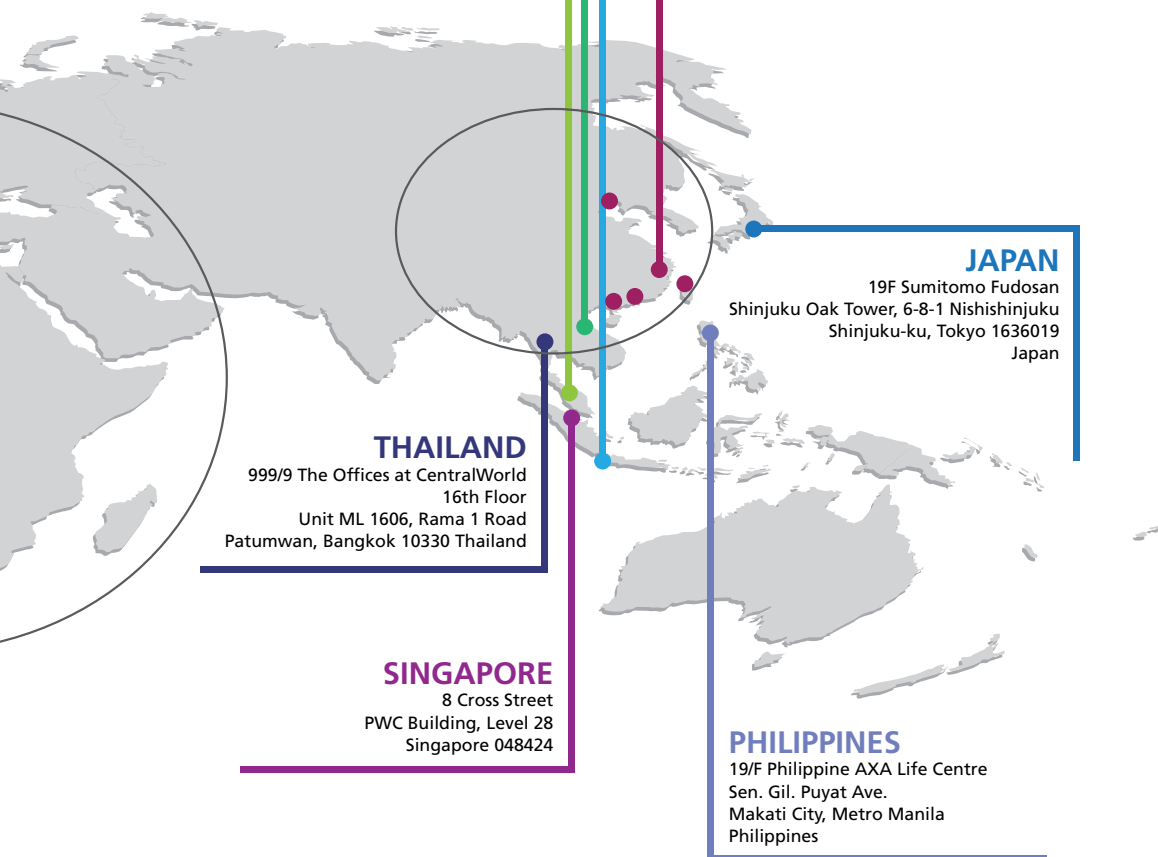 JAPAN
19F Sumitomo Fudosan
Shinjuku Oak Tower, 6-8-1 Nishishinjuku
Shinjuku-ku, Tokyo 1636019
Japan
THAILAND
999/9 The Offices at CentralWorld
16th Floor
Unit ML 1606, Rama 1 Road
Patumwan, Bangkok 10330 Thailand
SINGAPORE
8 Cross Street
PWC Building, Level 28
Singapore 048424
PHILIPPINES
19/F Philippine AXA Life Centre
Sen. Gil. Puyat Ave.
Makati City, Metro Manila
Philippines